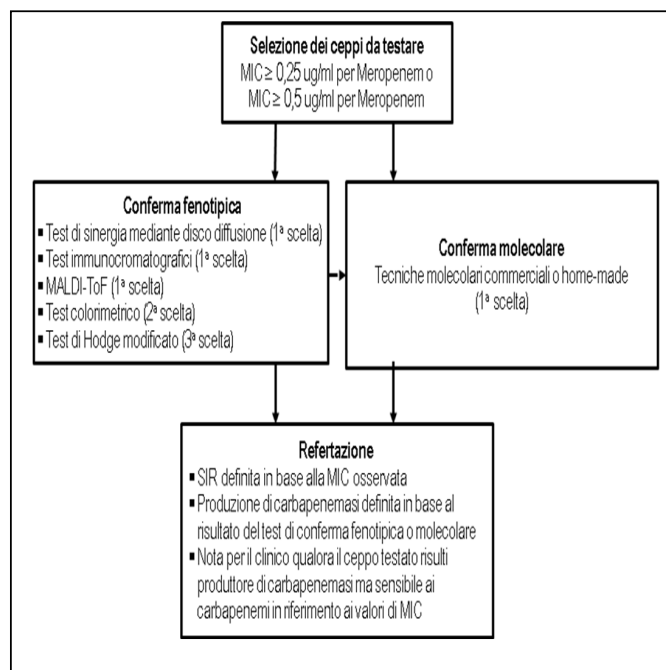 Selezione dei ceppi da testare
MIC ≥ 0,25 ug/ml per Meropenem o
MIC ≥ 0,5 ug/ml per Meropenem
Conferma fenotipica
▪ Test di sinergia mediante disco diffusione (1ª scelta)
▪ Test immunocromatografici (1ª scelta)
▪ MALDI-ToF (1ª scelta)
▪ Test colorimetrico (2ª scelta)
▪ Test di Hodge modificato (3ª scelta)
Conferma molecolare
Tecniche molecolari commerciali o home-made
(1ª scelta)
Refertazione
▪ SIR definita in base alla MIC osservata
▪ Produzione di carbapenemasi definita in base al
risultato del test di conferma fenotipica o molecolare
▪ Nota per il clinico qualora il ceppo testato risulti
produttore di carbapenemasi ma sensibile ai
carbapenemi in riferimento ai valori di MIC